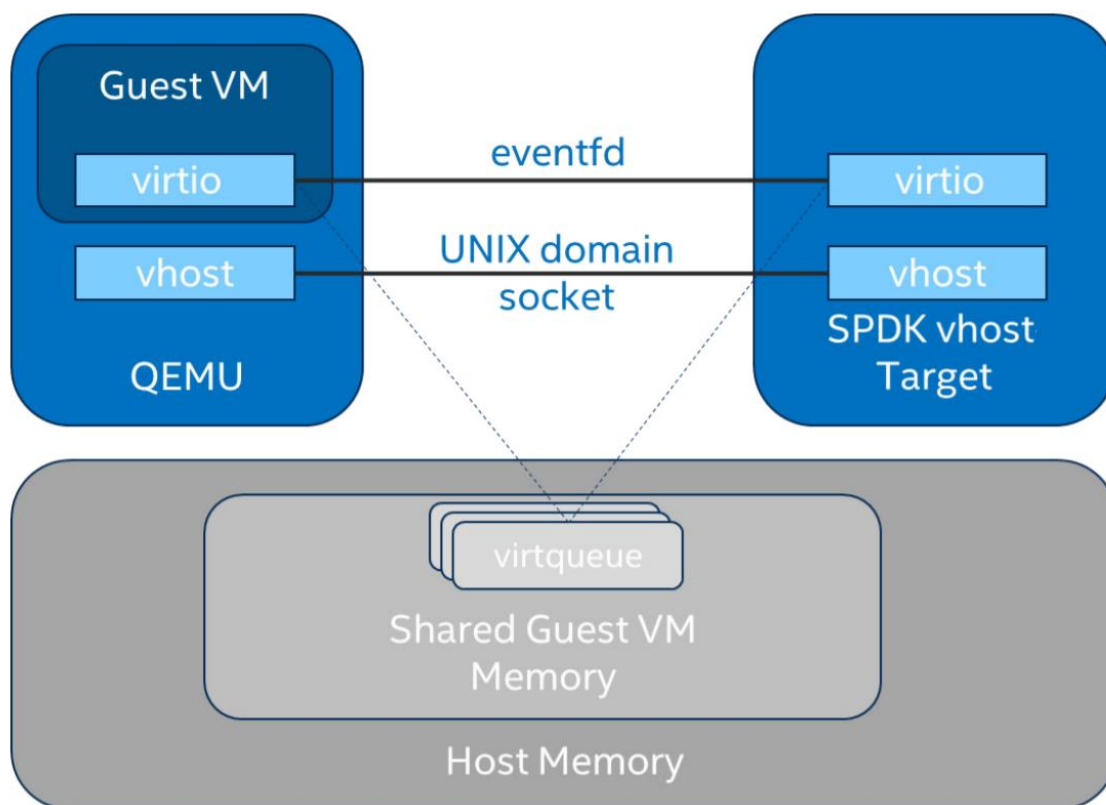 Guest VM
virtio
vhost
QEMU
eventfd
UNIX domain
socket
virtio
vhost
SPDK vhost
Target
virtqueue
Shared Guest VM
Memory
Host Memory